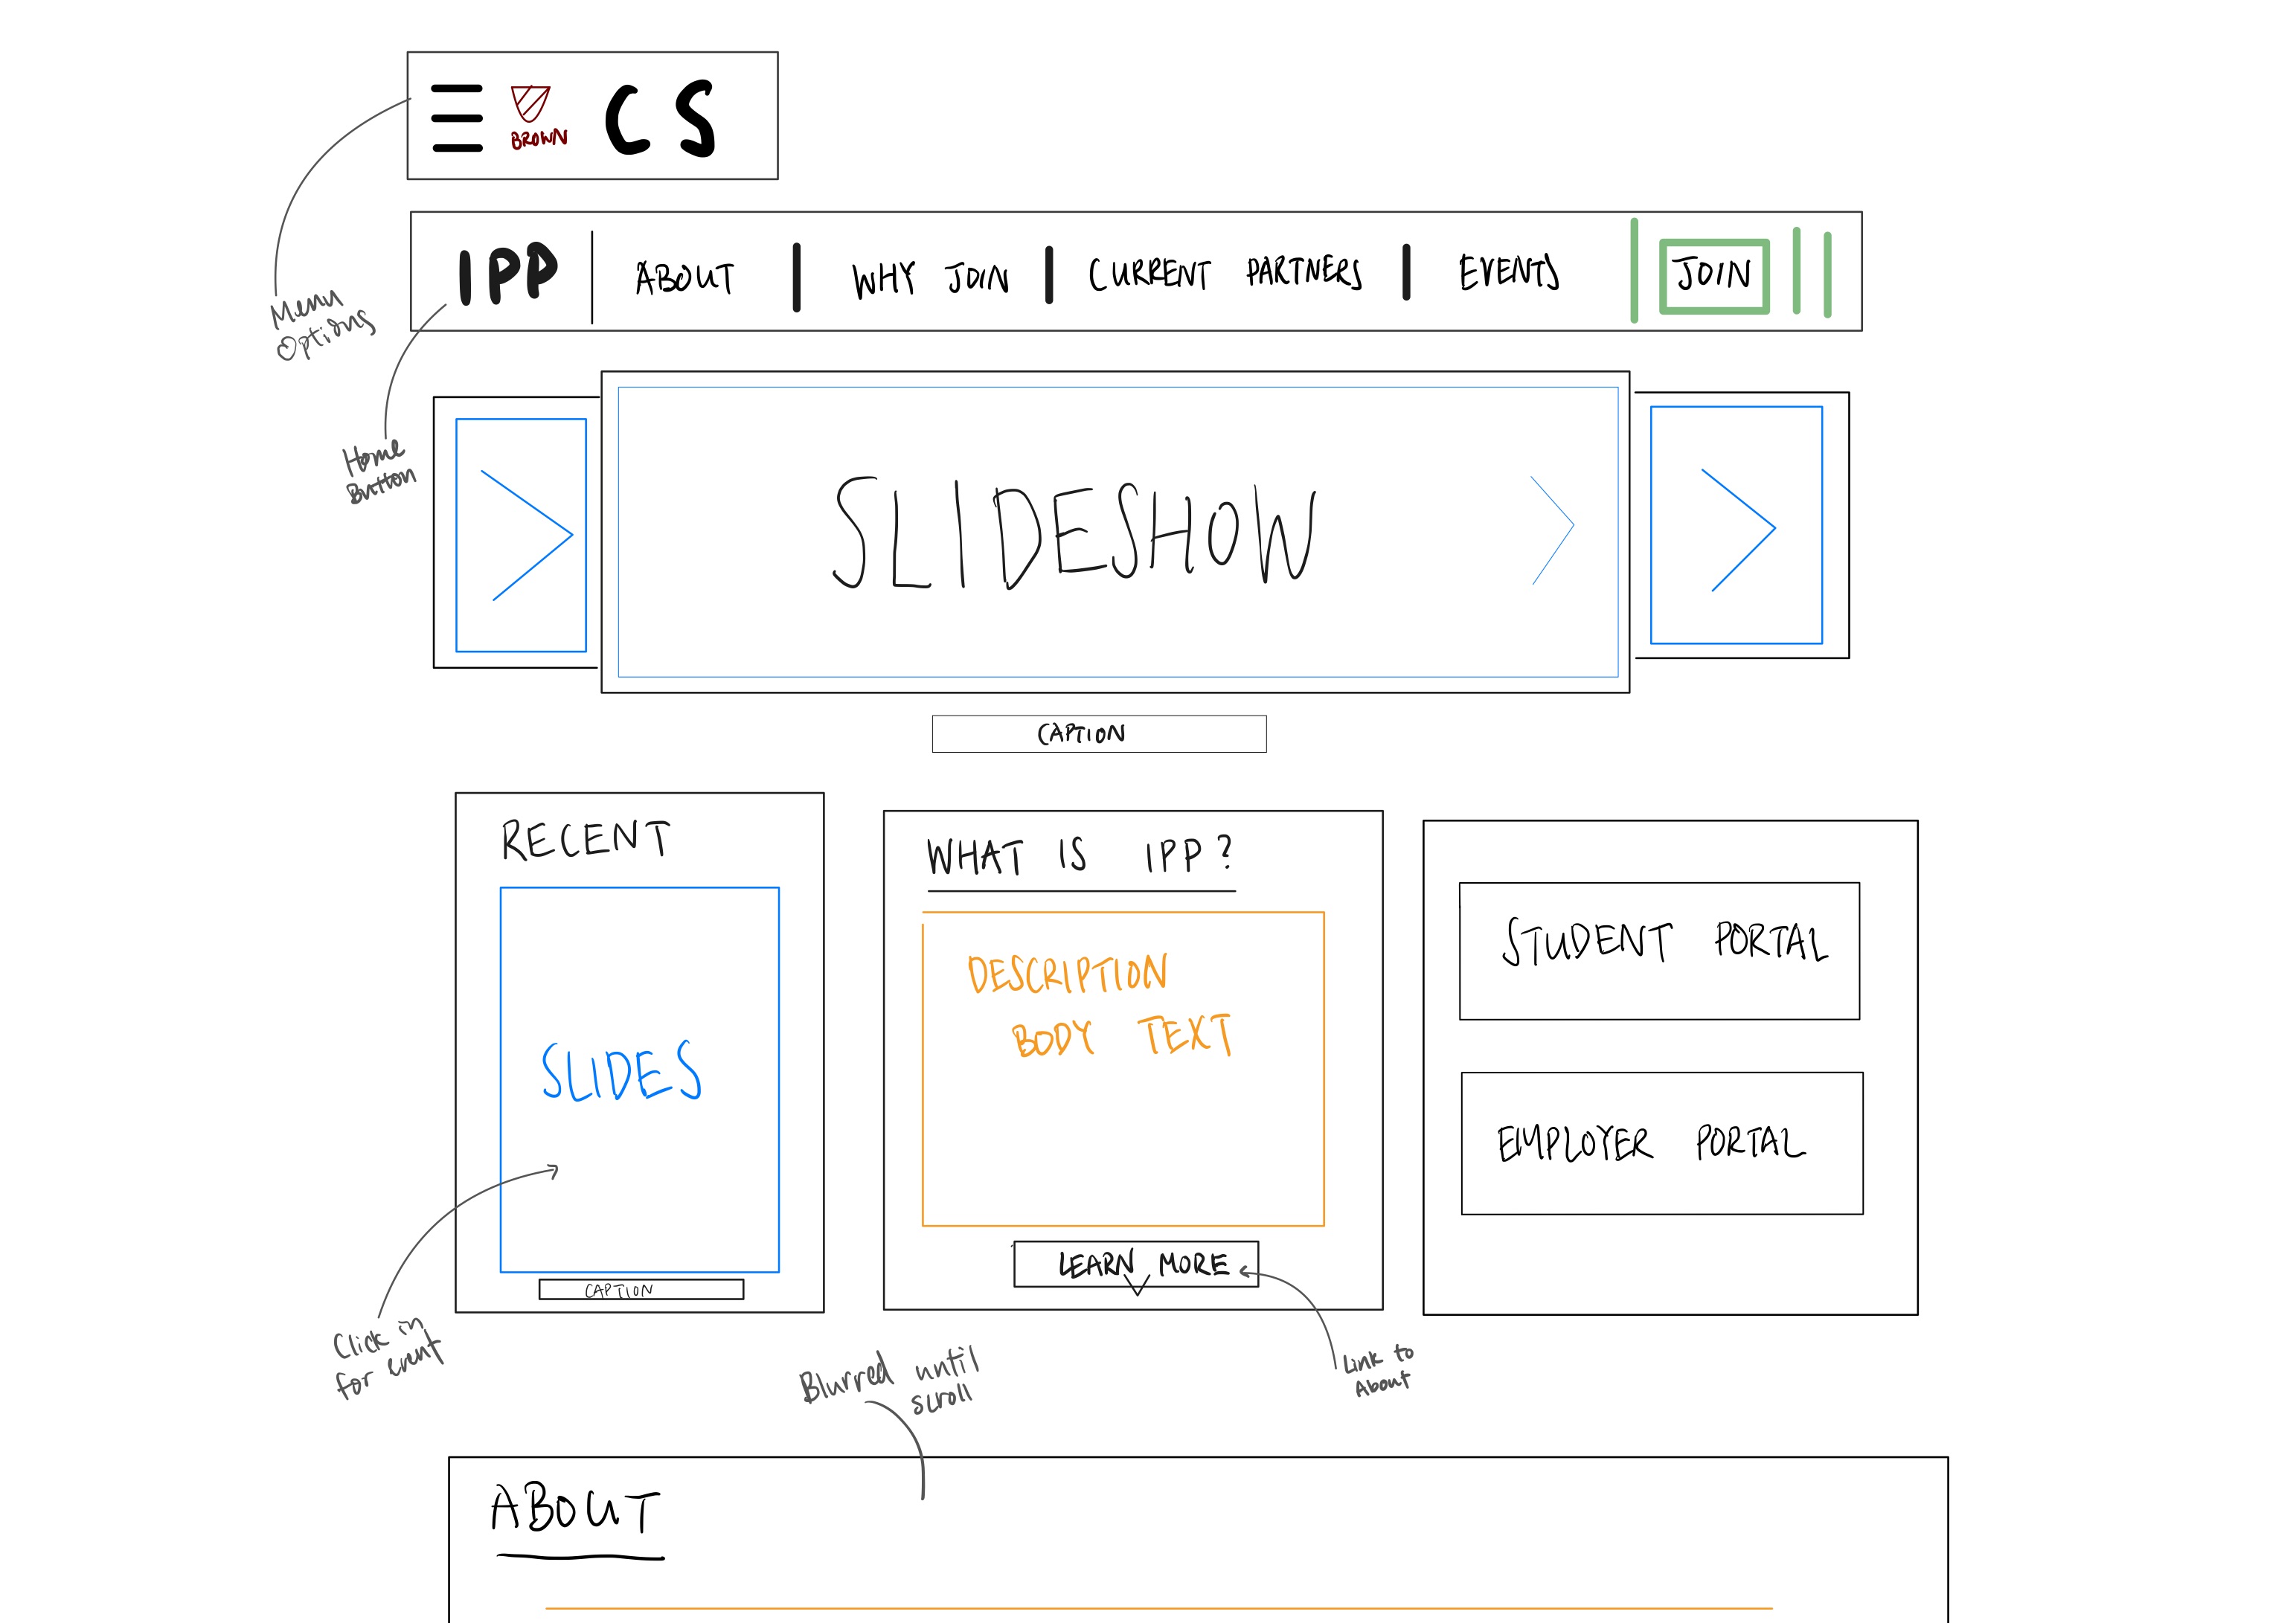 BROWN
CS
IPP
ABOUT
WHY JOIN
CURRENT PARTNERS
EVENTS
JOIN
Menu
Options
Home
Button
SLIDESHOW
CAPTION
RECENT
SLIDES
CAPTION
WHAT IS IPP?
DESCRIPTION
BODY TEXT
LEARN MORE
STUDENT PORTAL
EMPLOYER PORTAL
Click in
for event
Blurred until
scroll
Link to
About
ABOUT